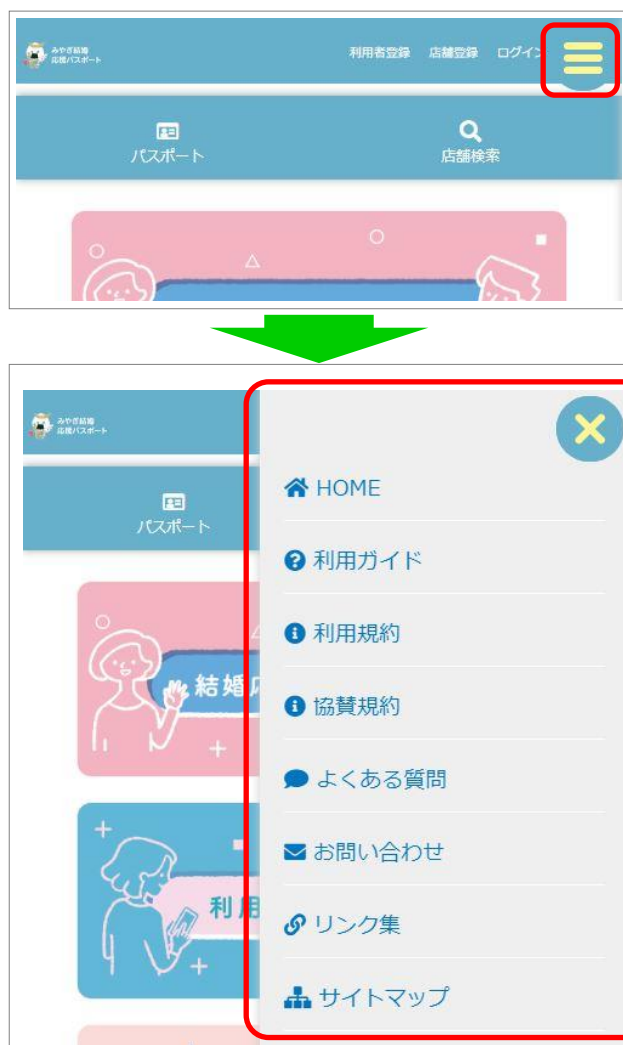 みやぎ結婚
応援パスポート
利用者登録 店舗登録 ログイン
パスポート
店舗検索
みやぎ結婚
応援パスポート
パスポート
結婚
利用
HOME
利用ガイド
利用規約
協賛規約
よくある質問
お問い合わせ
リンク集
サイトマップ